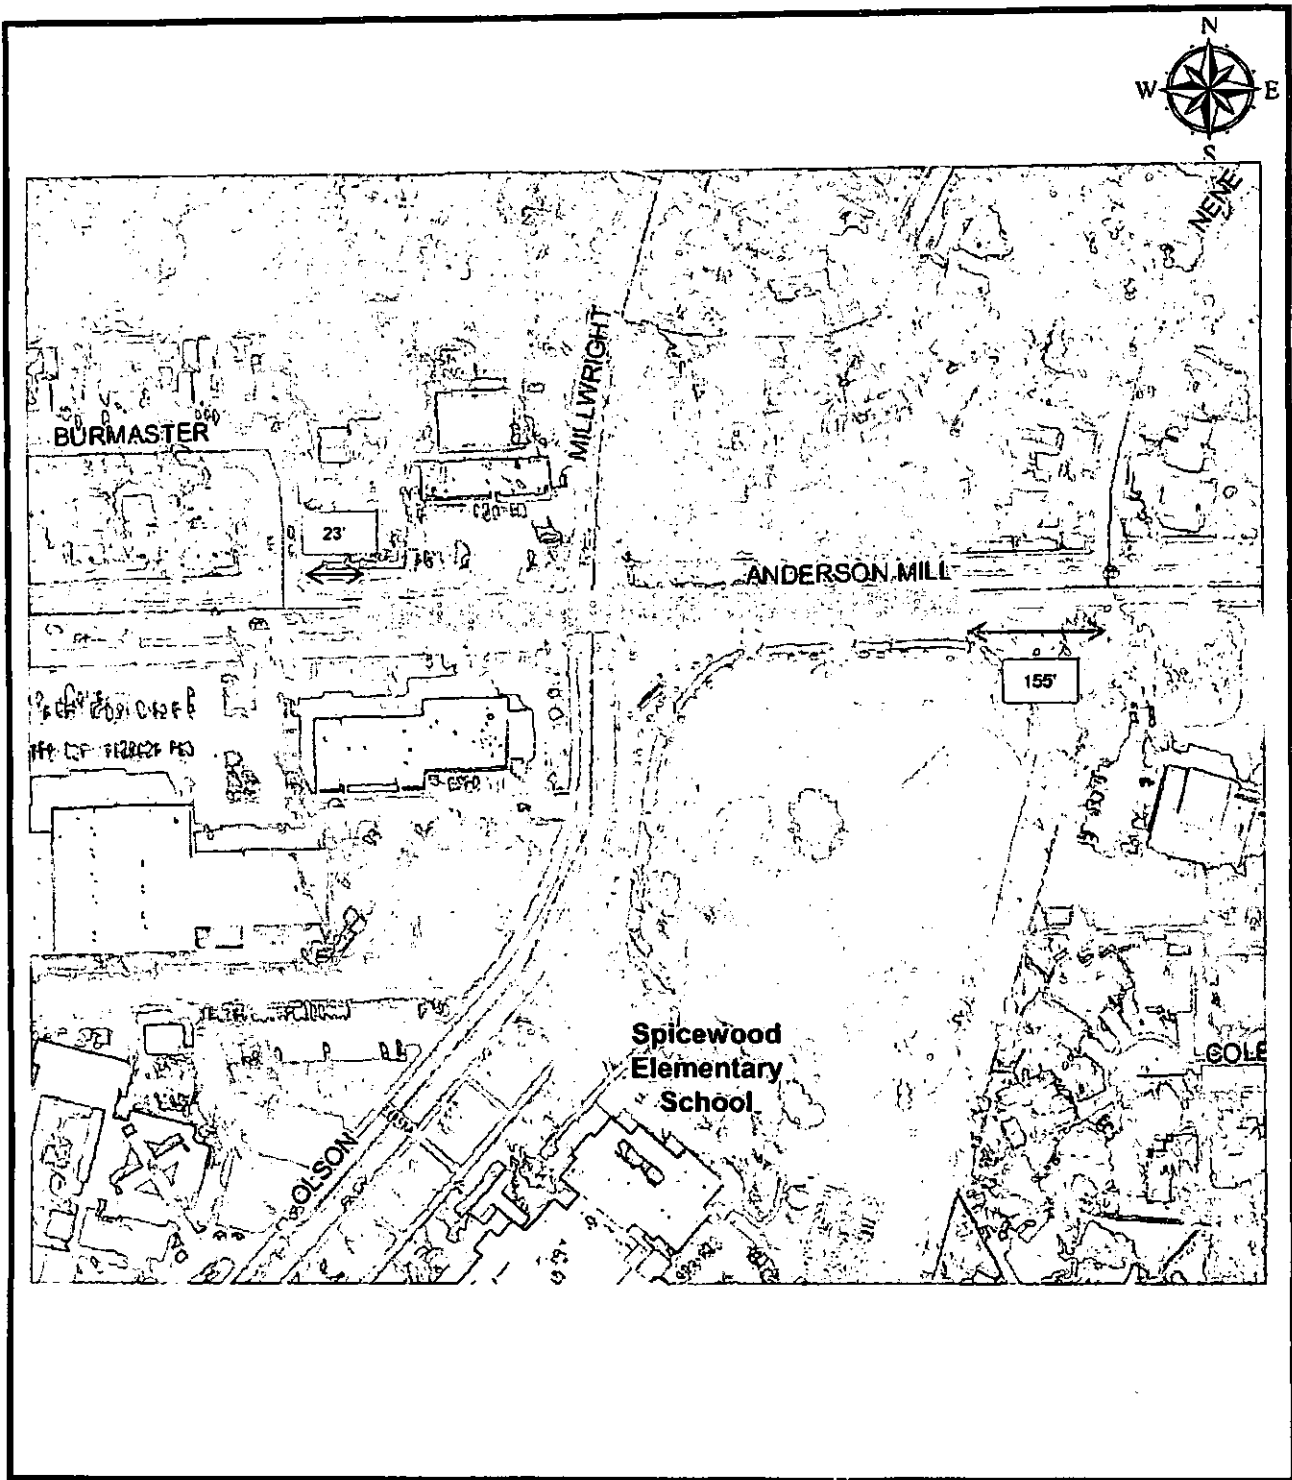 N
W E
S
NENE
MILLWRIGHT
BURMASTER
23'
ANDERSON MILL
155'
Spicewood
Elementary
School
COLE
OLSON